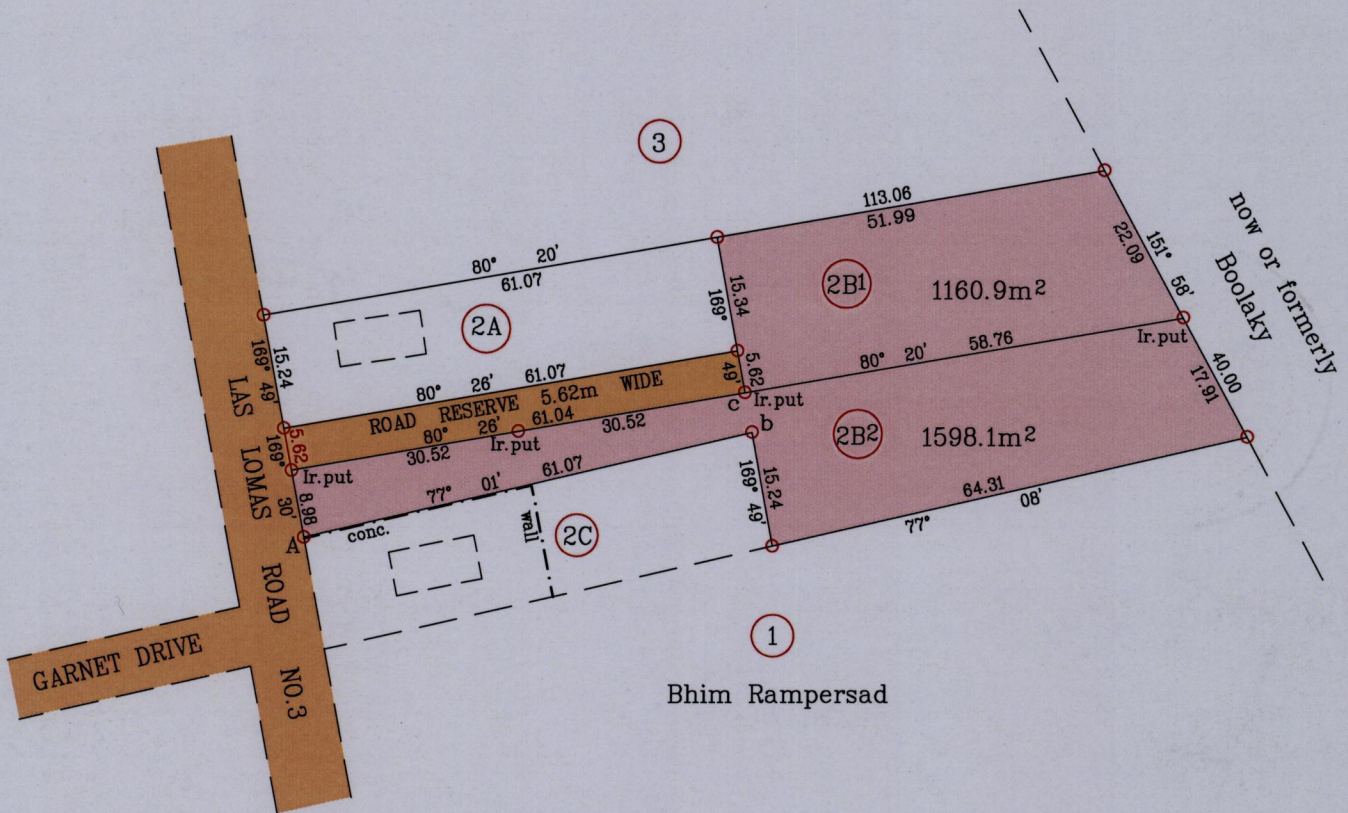 3
113.06
51.99
80° 20'
61.07
2A
15.34
169° 49'
5.62
2B1
1160.9m²
22.09
151° 58'
now or formerly
Boolaky
40.00
17.91
15.24
169° 49'
80° 26'
61.07
ROAD RESERVE 5.62m WIDE
80° 26'
61.04
30.52
30.52
Ir.put
Ir.put
Ir.put
Ir.put
80° 20'
58.76
5.62
169° 30'
8.98
A
c
b
2B2
1598.1m²
77° 01'
61.07
conc.
wall
2C
15.24
169° 49'
64.31
77° 08'
LAS LOMAS ROAD NO.3
GARNET DRIVE
1
Bhim Rampersad